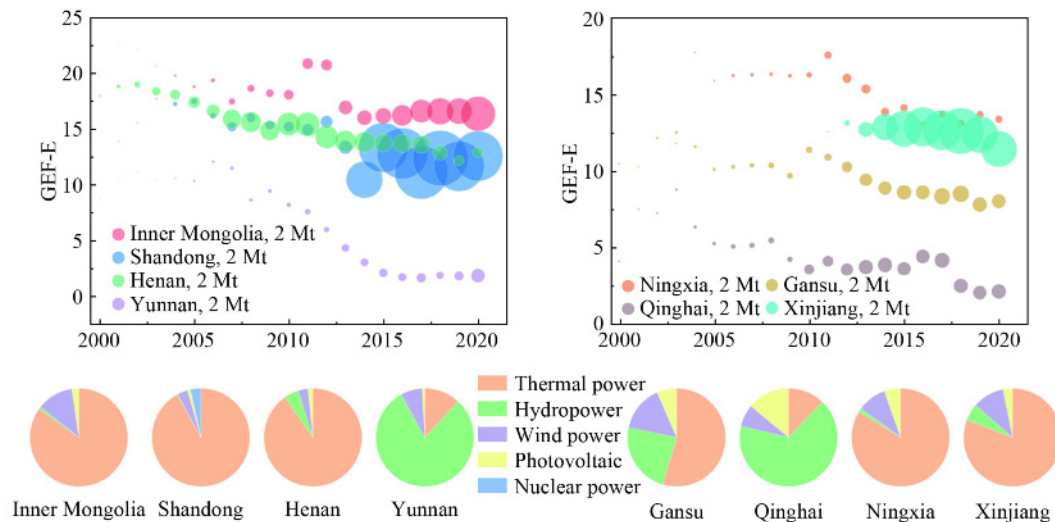 25
20
15
10
5
0
GEF-E
Inner Mongolia, 2 Mt
Shandong, 2 Mt
Henan, 2 Mt
Yunnan, 2 Mt
2000 2005 2010 2015 2020
20
15
10
5
0
GEF-E
Ningxia, 2 Mt Gansu, 2 Mt
Qinghai, 2 Mt Xinjiang, 2 Mt
2000 2005 2010 2015 2020
Thermal power
Hydropower
Wind power
Photovoltaic
Nuclear power
Inner Mongolia Shandong Henan Yunnan Gansu Qinghai Ningxia Xinjiang